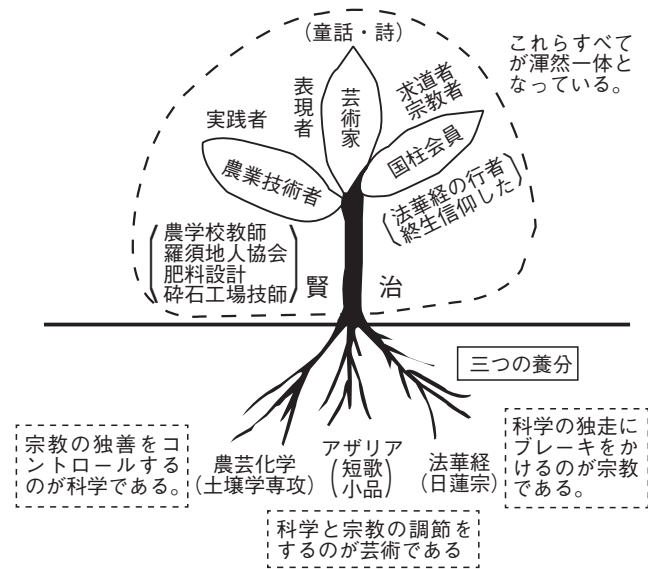 （童話・詩）
これらすべて
が渾然一体と
なっている。
求道者
宗教者
表現者
芸術家
実践者
農業技術者
国柱会員
（法華経の行者
終生信仰した）
（農学校教師
羅須地人協会
肥料設計
砕石工場技師）
賢治
三つの養分
宗教の独善をコ
ントロールする
のが科学である。
農芸化学
（土壌学専攻）
アザリア
（短歌
小品）
法華経
（日蓮宗）
科学の独走に
ブレーキをか
けるのが宗教
である。
科学と宗教の調節を
するのが芸術である